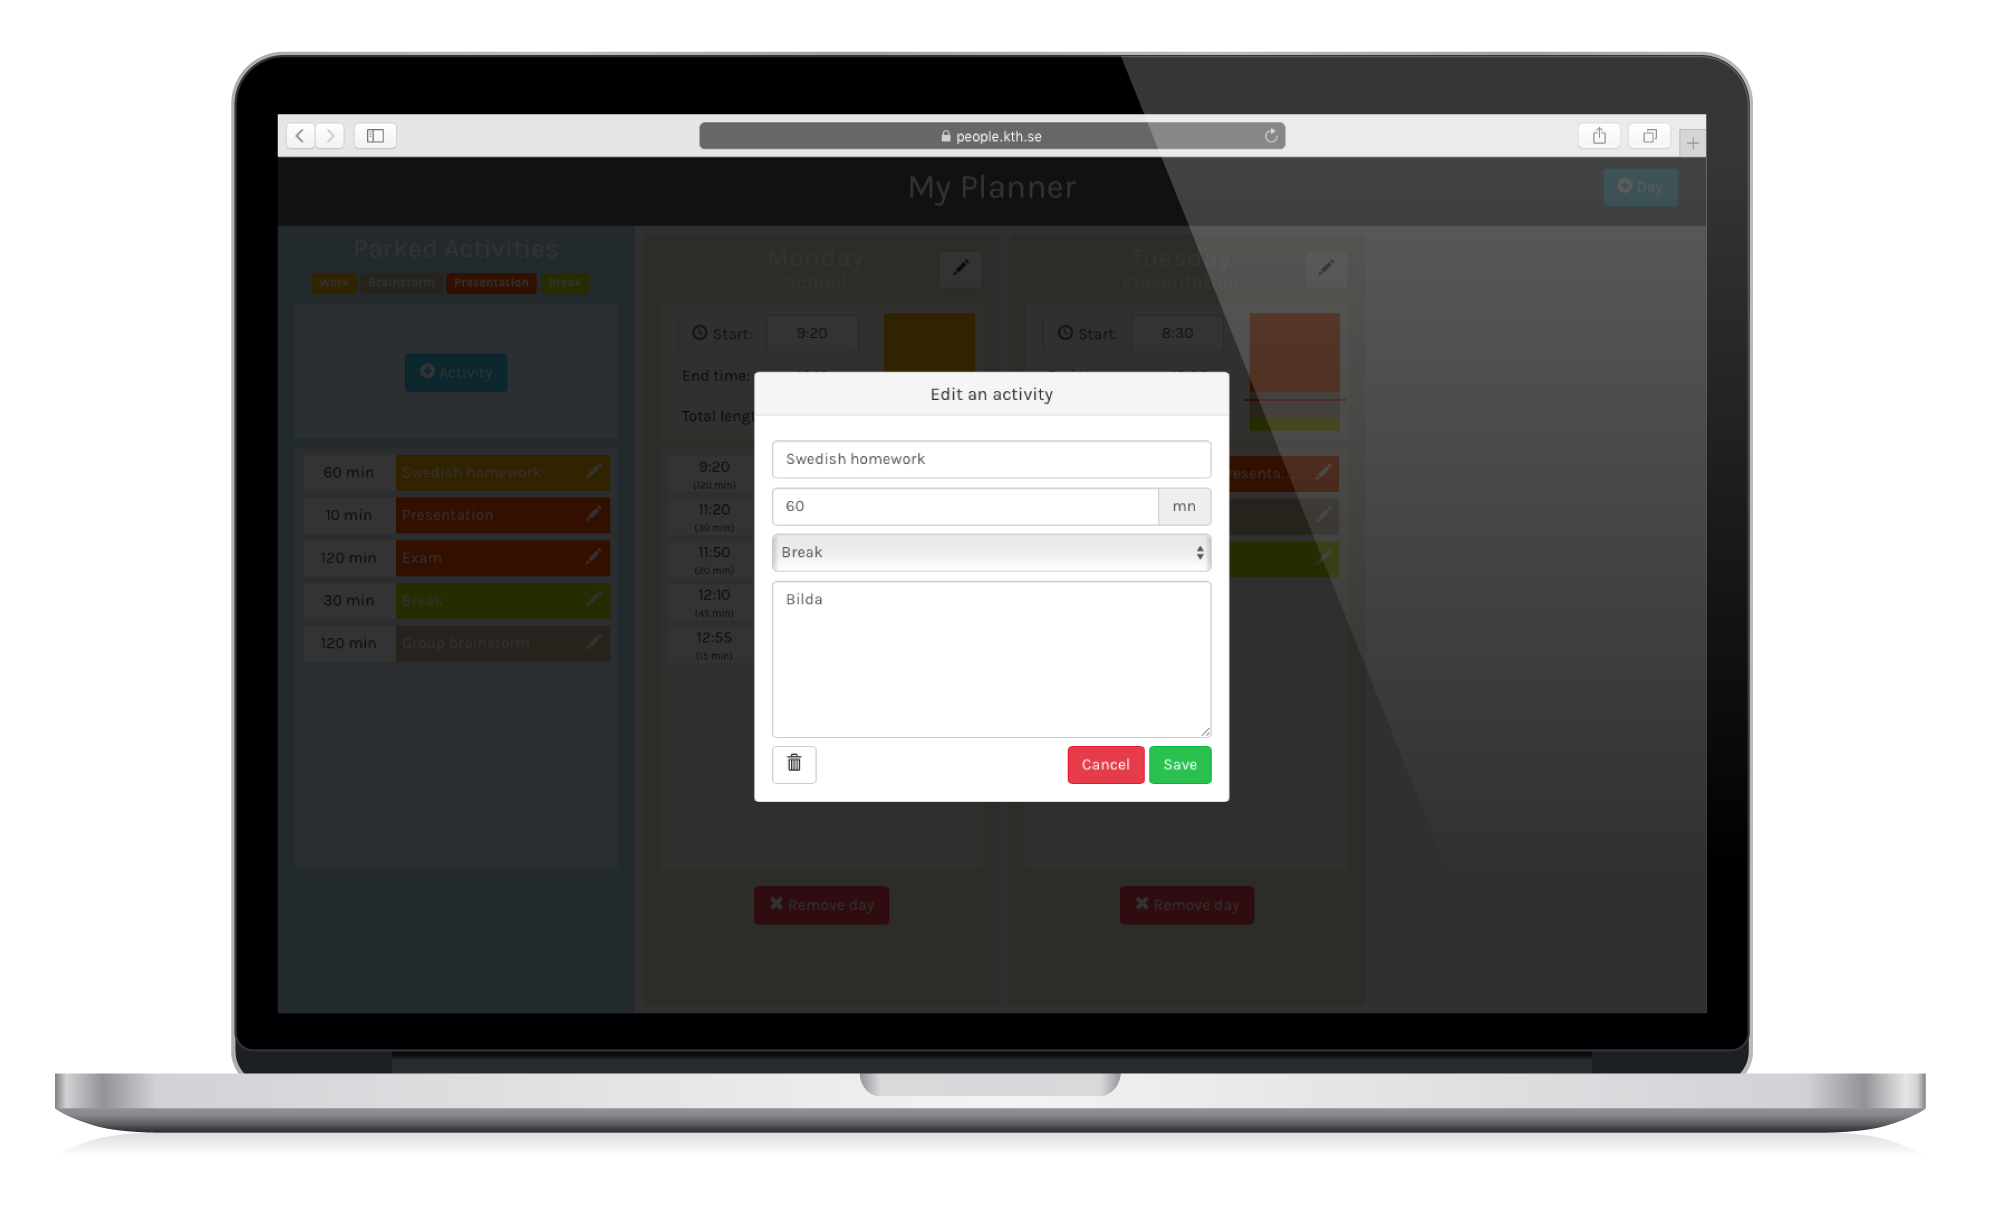 people.kth.se
My Planner
Day
Parked Activities
Work Brainstorm Presentation Break
Activity
60 min Swedish homework
10 min Presentation
120 min Exam
30 min Break
120 min Group brainstorm
Monday
School
Start: 9:20
End time:
Total leng
9:20
(120 min)
11:20
(30 min)
11:50
(20 min)
12:10
(45 min)
12:55
(15 min)
Remove day
Tuesday
Presentation
Start: 8:30
resenta...
Remove day
Edit an activity
Swedish homework
60 mn
Break
Bilda
Cancel Save